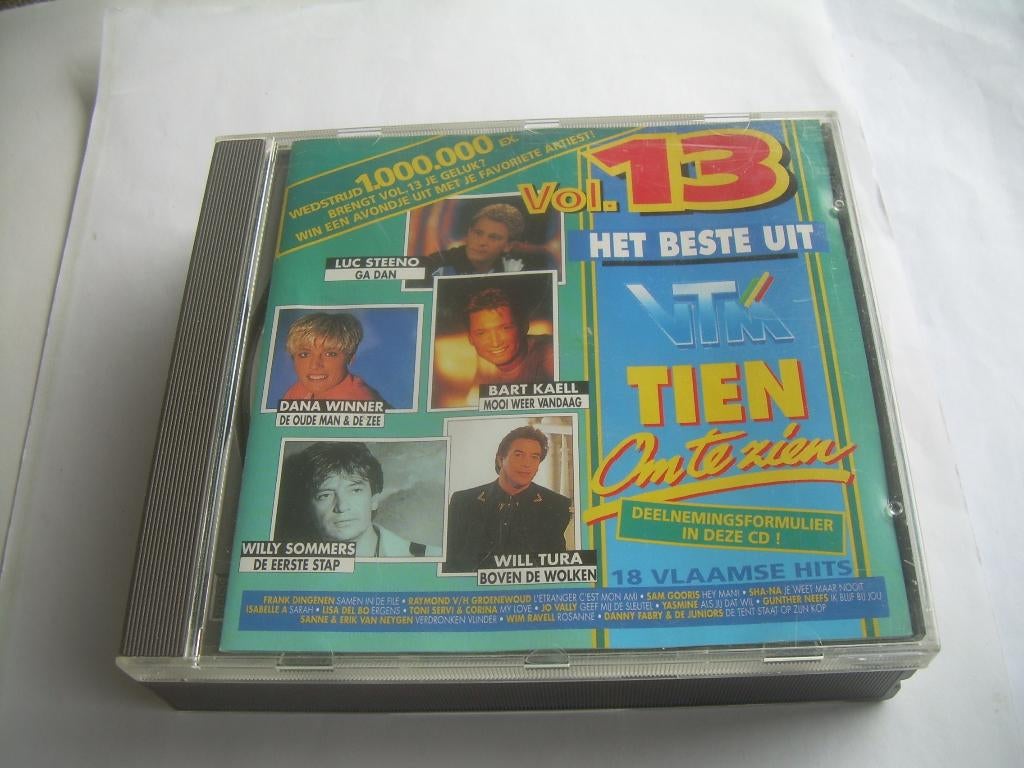 WEDSTRIJD 1.000.000 EX.
BRENGT VOL.13 JE GELUK?
WIN EEN AVONDJE UIT MET JE FAVORIETE ARTIEST!
Vol. 13
HET BESTE UIT
VTM
TIEN
Om te zien
DEELNEMINGSFORMULIER
IN DEZE CD !
18 VLAAMSE HITS
LUC STEENO
GA DAN
BART KAELL
MOOI WEER VANDAAG
DANA WINNER
DE OUDE MAN & DE ZEE
WILLY SOMMERS
DE EERSTE STAP
WILL TURA
BOVEN DE WOLKEN
FRANK DINGENEN SAMEN IN DE FILE • RAYMOND V/H GROENEWOUD L'ETRANGER C'EST MON AMI • SAM GOORIS HEY MANI • SHA-NA JE WEET MAAR NOOIT
ISABELLE A SARAH • LISA DEL BO ERGENS • TONI SERVI & CORINA MY LOVE • JO VALLY GEEF MIJ DE SLEUTEL • YASMINE ALS JIJ DAT WIL • GUNTHER NEEFS IK BLIJF BIJ JOU
SANNE & ERIK VAN NEYGEN VERDRONKEN VLINDER • WIM RAVELL ROSANNE • DANNY FABRY & DE JUNIORS DE TENT STAAT OP ZIJN KOP